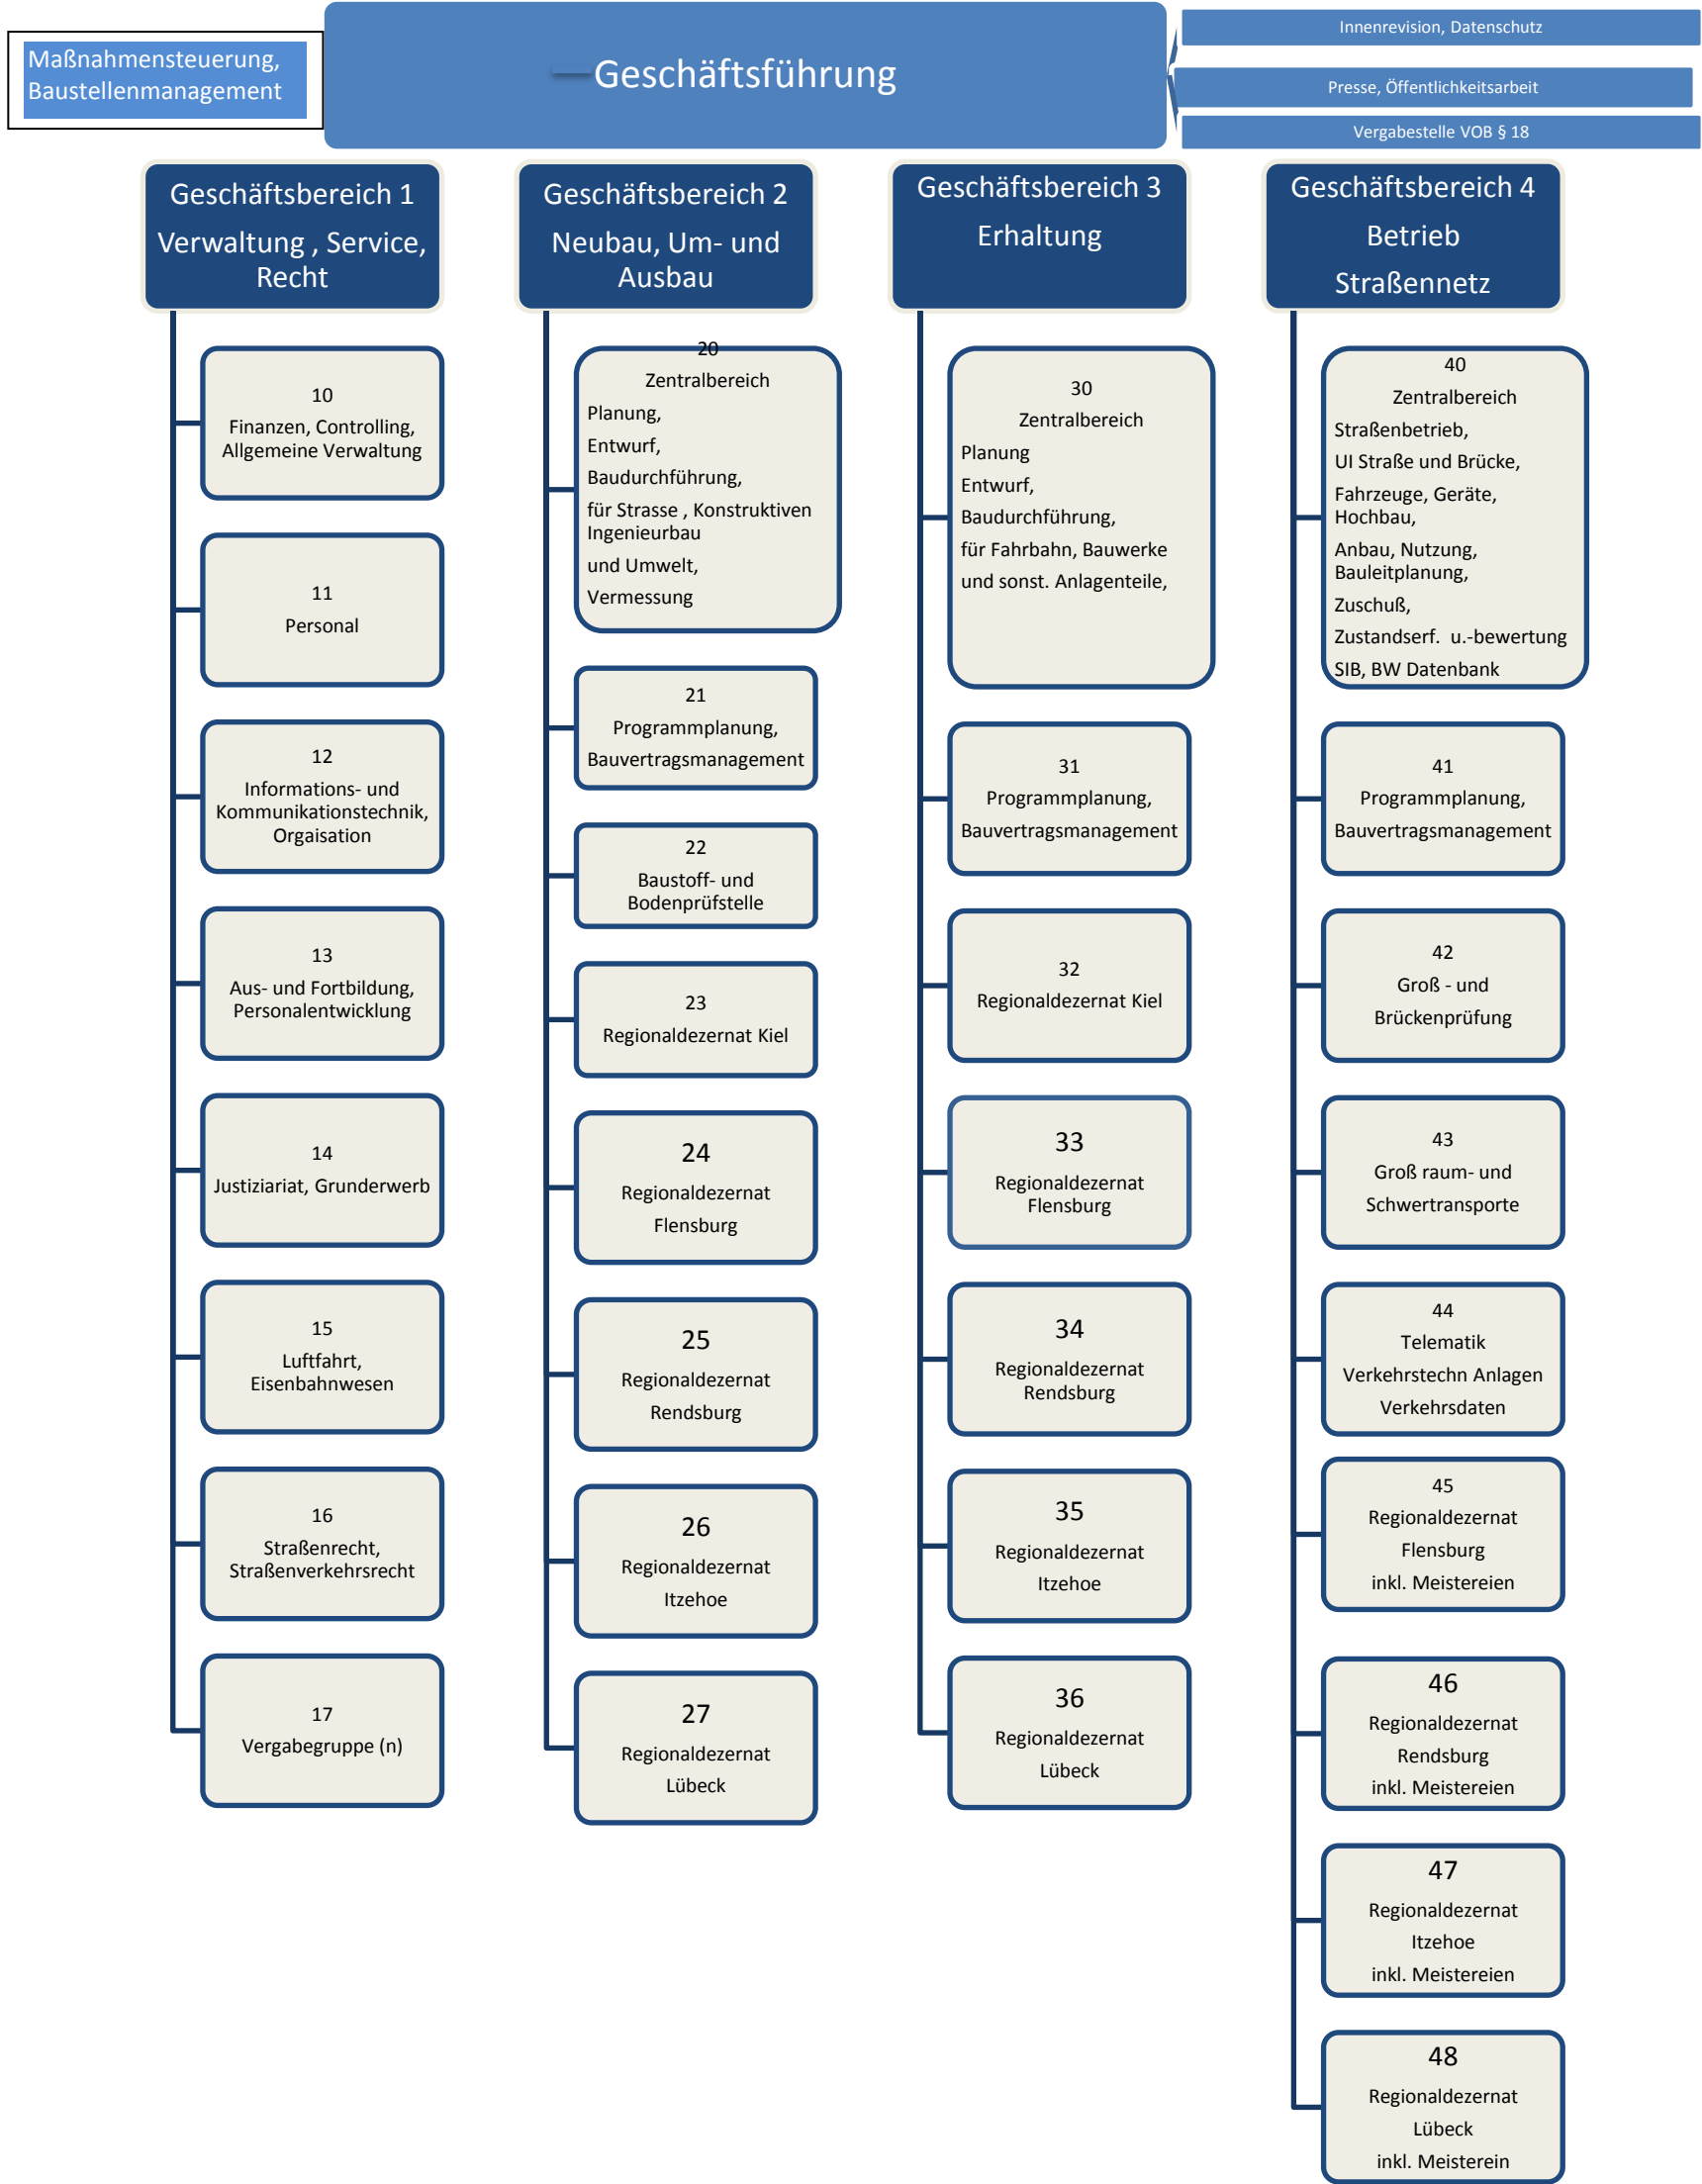 Maßnahmensteuerung,
Baustellenmanagement
Geschäftsführung
Innenrevision, Datenschutz
Presse, Öffentlichkeitsarbeit
Vergabestelle VOB § 18
Geschäftsbereich 1
Verwaltung , Service,
Recht
10
Finanzen, Controlling,
Allgemeine Verwaltung
11
Personal
12
Informations- und
Kommunikationstechnik,
Orgaisation
13
Aus- und Fortbildung,
Personalentwicklung
14
Justiziariat, Grunderwerb
15
Luftfahrt,
Eisenbahnwesen
16
Straßenrecht,
Straßenverkehrsrecht
17
Vergabegruppe (n)
Geschäftsbereich 2
Neubau, Um- und
Ausbau
20
Zentralbereich
Planung,
Entwurf,
Baudurchführung,
für Strasse , Konstruktiven
Ingenieurbau
und Umwelt,
Vermessung
21
Programmplanung,
Bauvertragsmanagement
22
Baustoff- und
Bodenprüfstelle
23
Regionaldezernat Kiel
24
Regionaldezernat
Flensburg
25
Regionaldezernat
Rendsburg
26
Regionaldezernat
Itzehoe
27
Regionaldezernat
Lübeck
Geschäftsbereich 3
Erhaltung
30
Zentralbereich
Planung
Entwurf,
Baudurchführung,
für Fahrbahn, Bauwerke
und sonst. Anlagenteile,
31
Programmplanung,
Bauvertragsmanagement
32
Regionaldezernat Kiel
33
Regionaldezernat
Flensburg
34
Regionaldezernat
Rendsburg
35
Regionaldezernat
Itzehoe
36
Regionaldezernat
Lübeck
Geschäftsbereich 4
Betrieb
Straßennetz
40
Zentralbereich
Straßenbetrieb,
UI Straße und Brücke,
Fahrzeuge, Geräte,
Hochbau,
Anbau, Nutzung,
Bauleitplanung,
Zuschuß,
Zustandserf. u.-bewertung
SIB, BW Datenbank
41
Programmplanung,
Bauvertragsmanagement
42
Groß - und
Brückenprüfung
43
Groß raum- und
Schwertransporte
44
Telematik
Verkehrstechn Anlagen
Verkehrsdaten
45
Regionaldezernat
Flensburg
inkl. Meistereien
46
Regionaldezernat
Rendsburg
inkl. Meistereien
47
Regionaldezernat
Itzehoe
inkl. Meistereien
48
Regionaldezernat
Lübeck
inkl. Meisterein